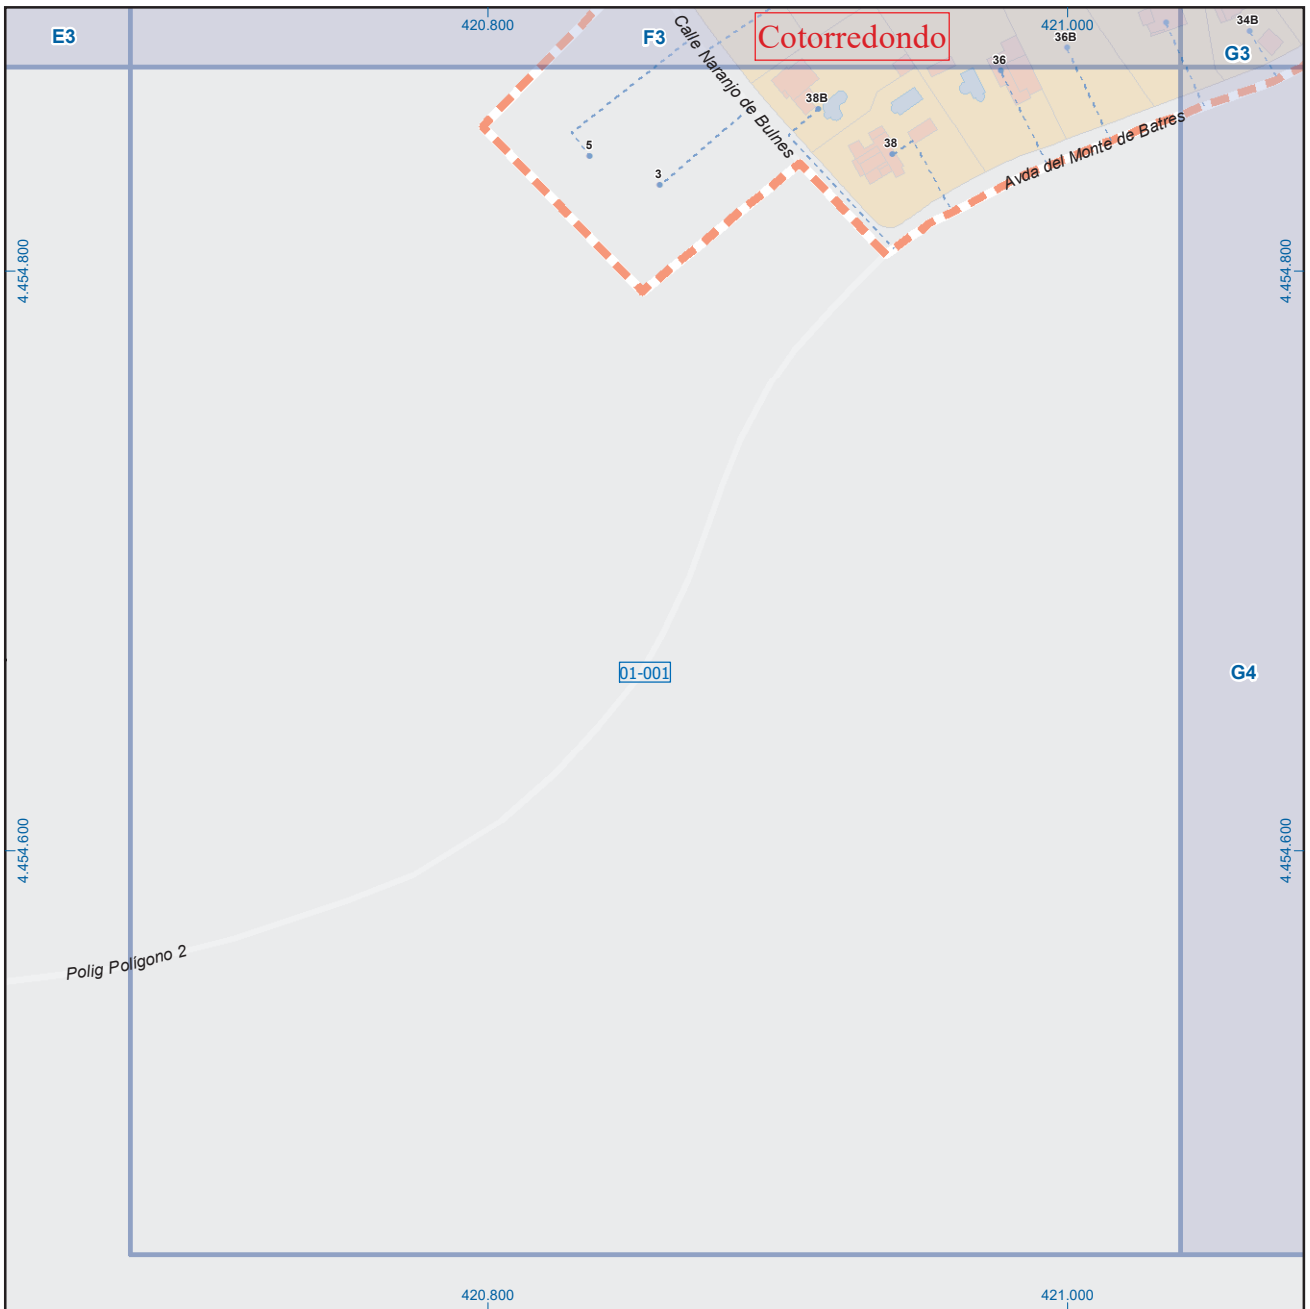 420.800
421.000
E3
F3
Cotorredondo
34B
36B
G3
36
Calle Naranjo de Bulnes
38B
Avda del Monte de Batres
5
38
3
4.454.800
4.454.800
01-001
G4
4.454.600
4.454.600
Polig Polígono 2
420.800
421.000